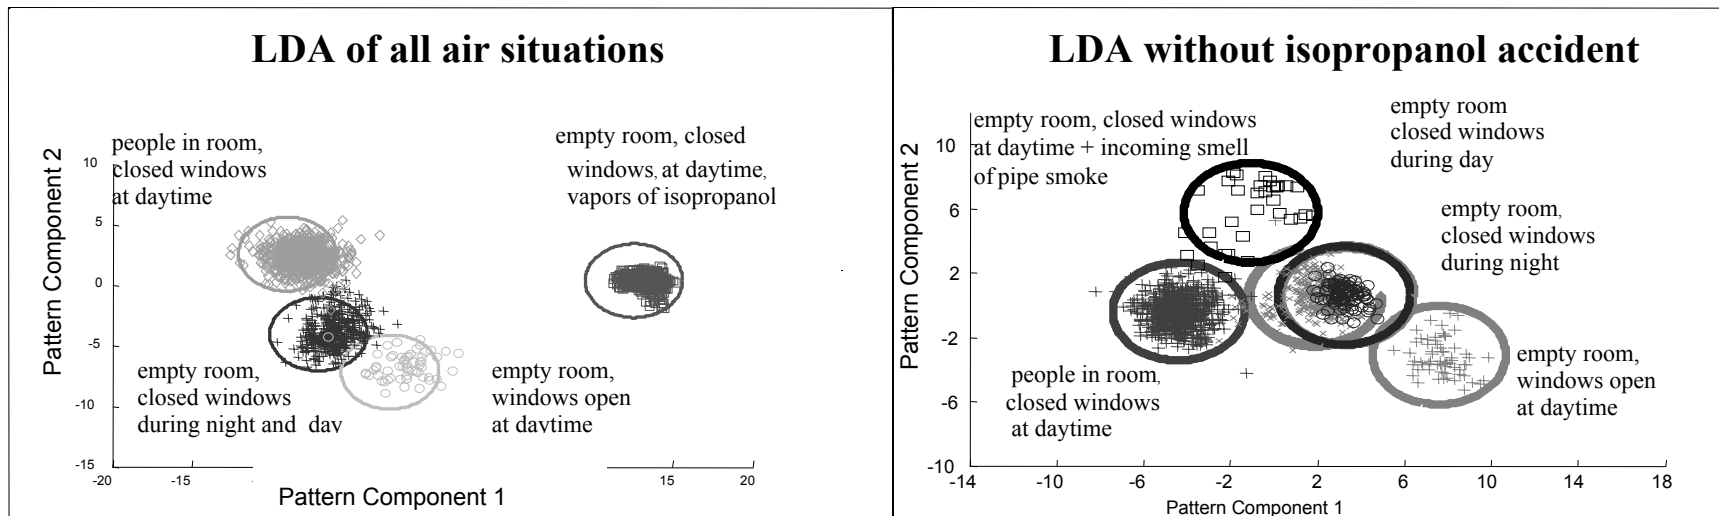 LDA of all air situations
people in room,
closed windows
at daytime
empty room, closed
windows, at daytime,
vapors of isopropanol
Pattern Component 2
10
5
0
-5
-10
-15
empty room,
closed windows
during night and dav
empty room,
windows open
at davtime
-20
-15
15
20
Pattern Component 1
LDA without isopropanol accident
empty room, closed windows
at daytime + incoming smell
of pipe smoke
empty room
closed windows
during day
empty room,
closed windows
during night
Pattern Component 2
10
6
2
-2
-6
-10
people in room,
closed windows
at daytime
empty room,
windows open
at daytime
-14
-10
-6
-2
2
6
10
14
18
Pattern Component 1